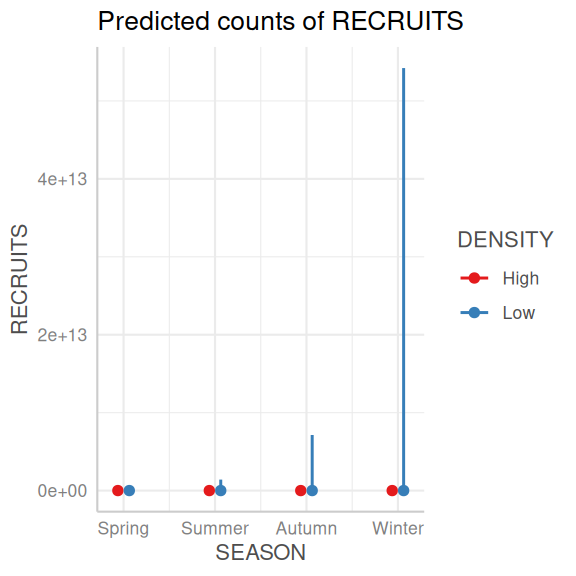 Predicted counts of RECRUITS
RECRUITS
4e+13
2e+13
0e+00
Spring Summer Autumn Winter
SEASON
DENSITY
High
Low